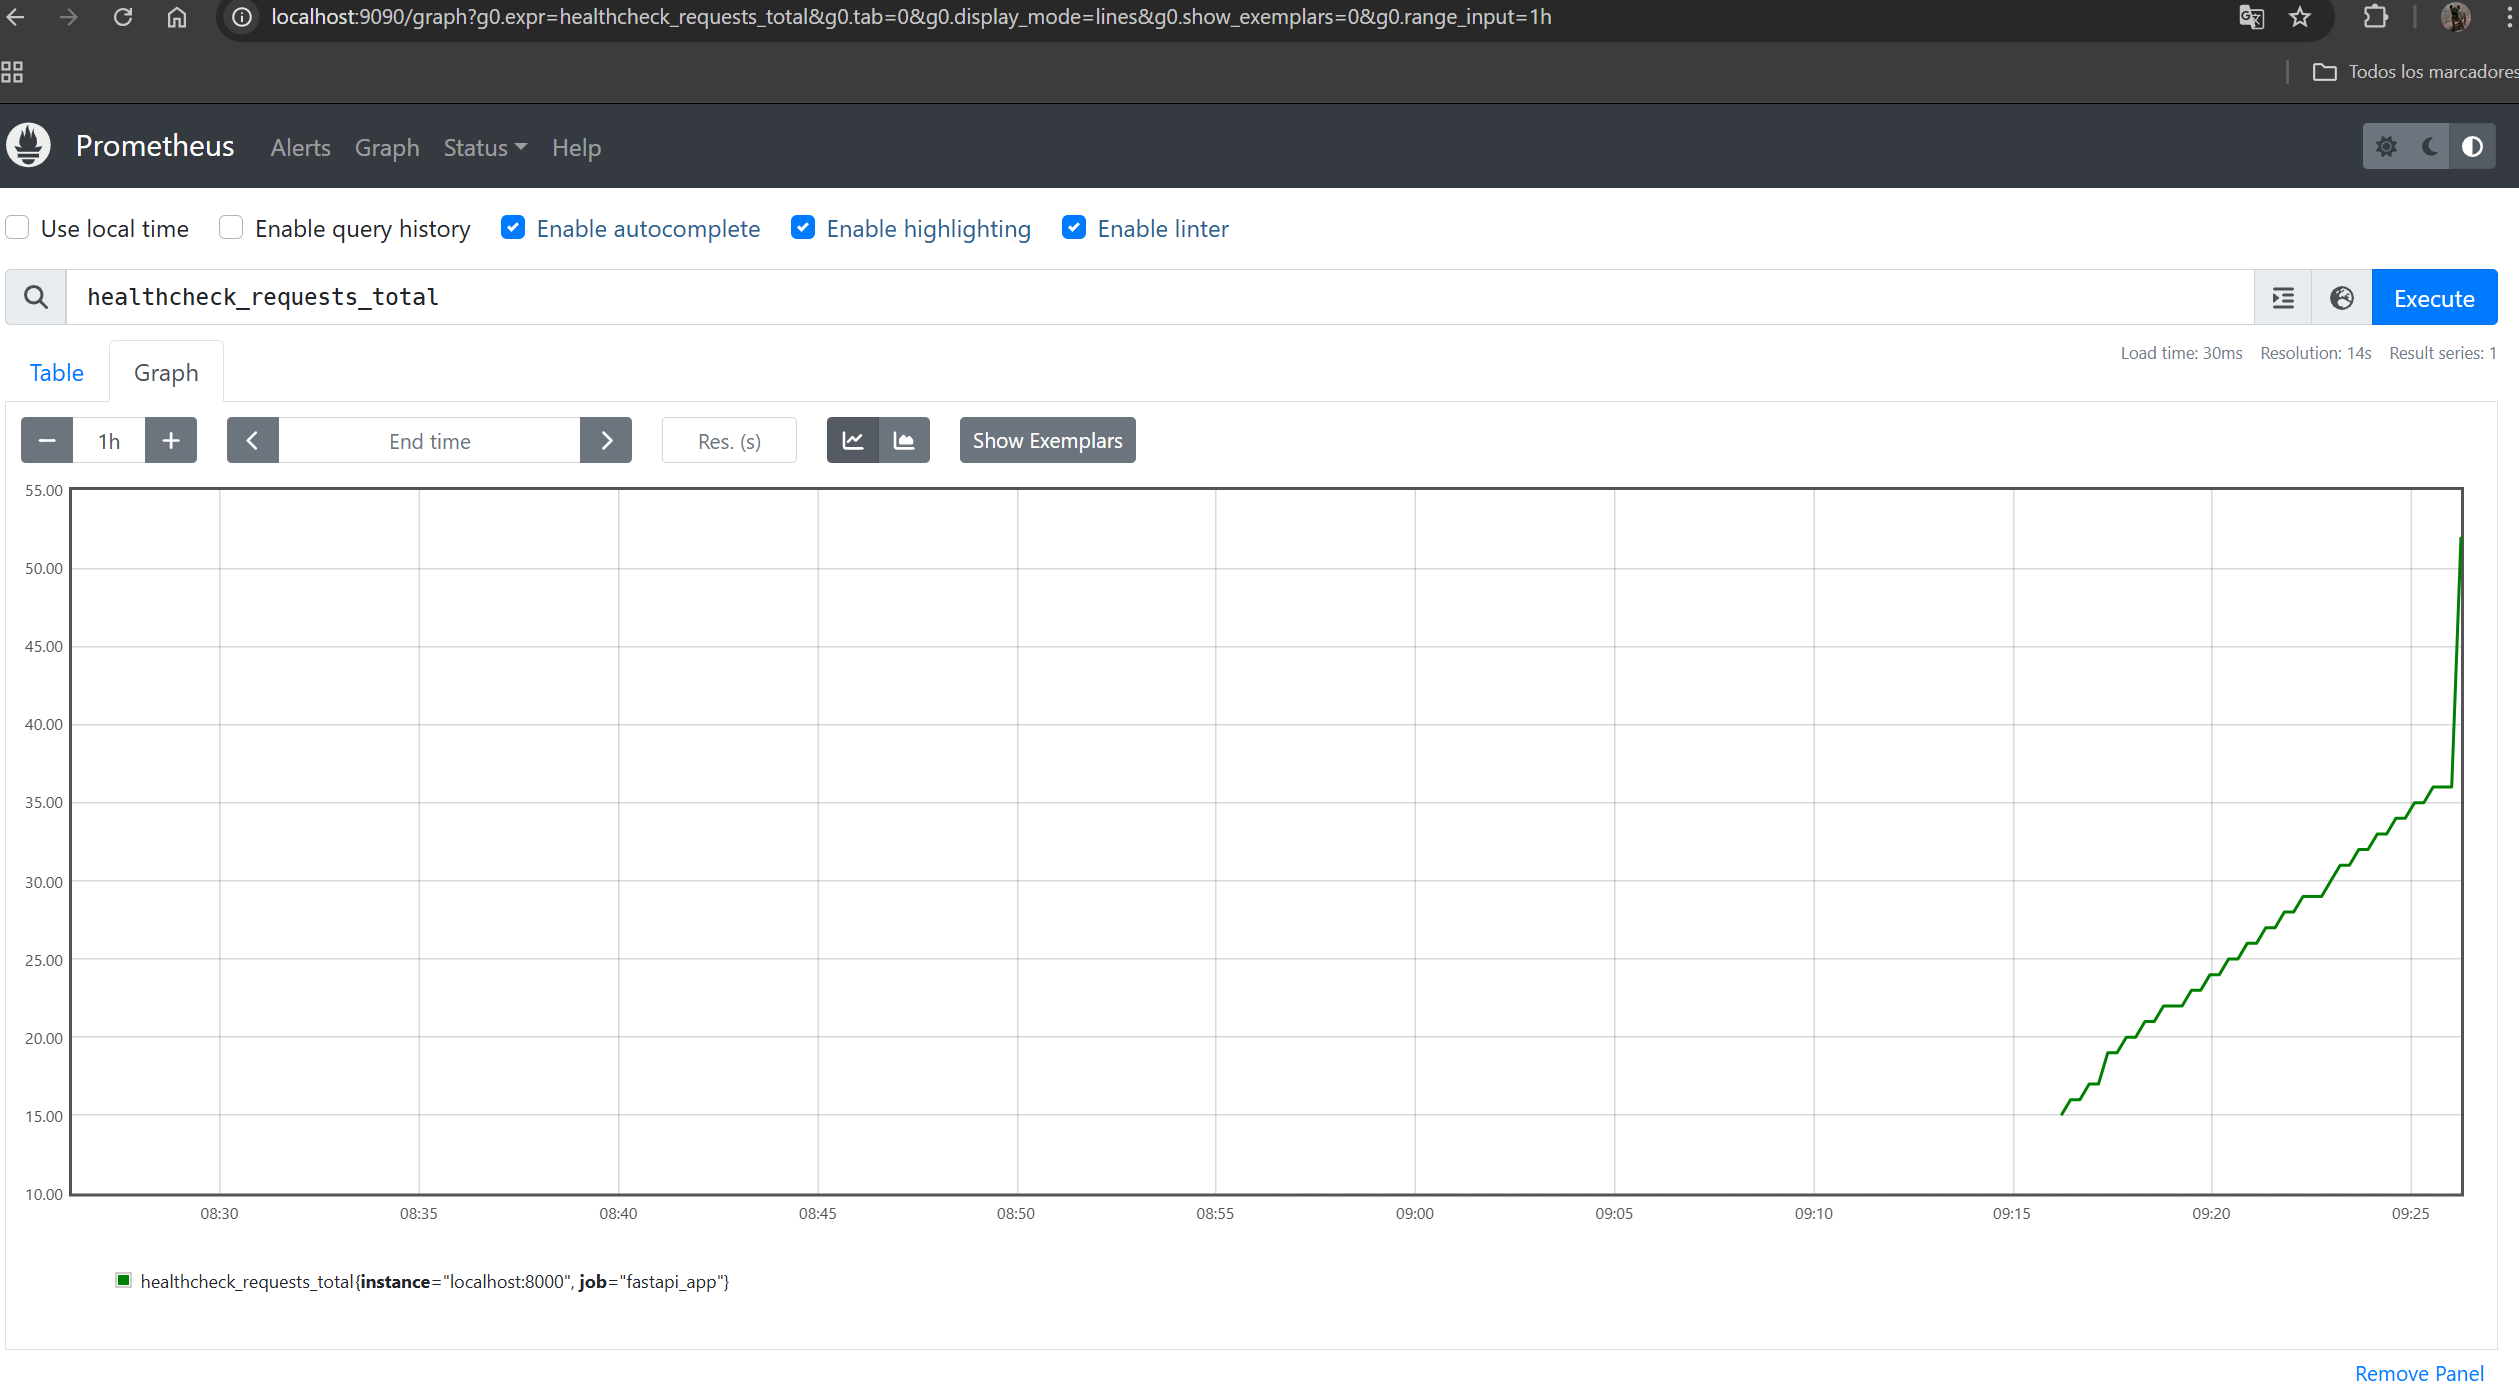 localhost:9090/graph?g0.expr=healthcheck_requests_total&g0.tab=0&g0.display_mode=lines&g0.show_exemplars=0&g0.range_input=1h
Todos los marcadores
Prometheus Alerts Graph Status Help
Use local time Enable query history Enable autocomplete Enable highlighting Enable linter
healthcheck_requests_total Execute
Load time: 30ms Resolution: 14s Result series: 1
Table Graph
1h End time Res. (s) Show Exemplars
55.00
50.00
45.00
40.00
35.00
30.00
25.00
20.00
15.00
10.00
08:30 08:35 08:40 08:45 08:50 08:55 09:00 09:05 09:10 09:15 09:20 09:25
healthcheck_requests_total{instance="localhost:8000", job="fastapi_app"}
Remove Panel